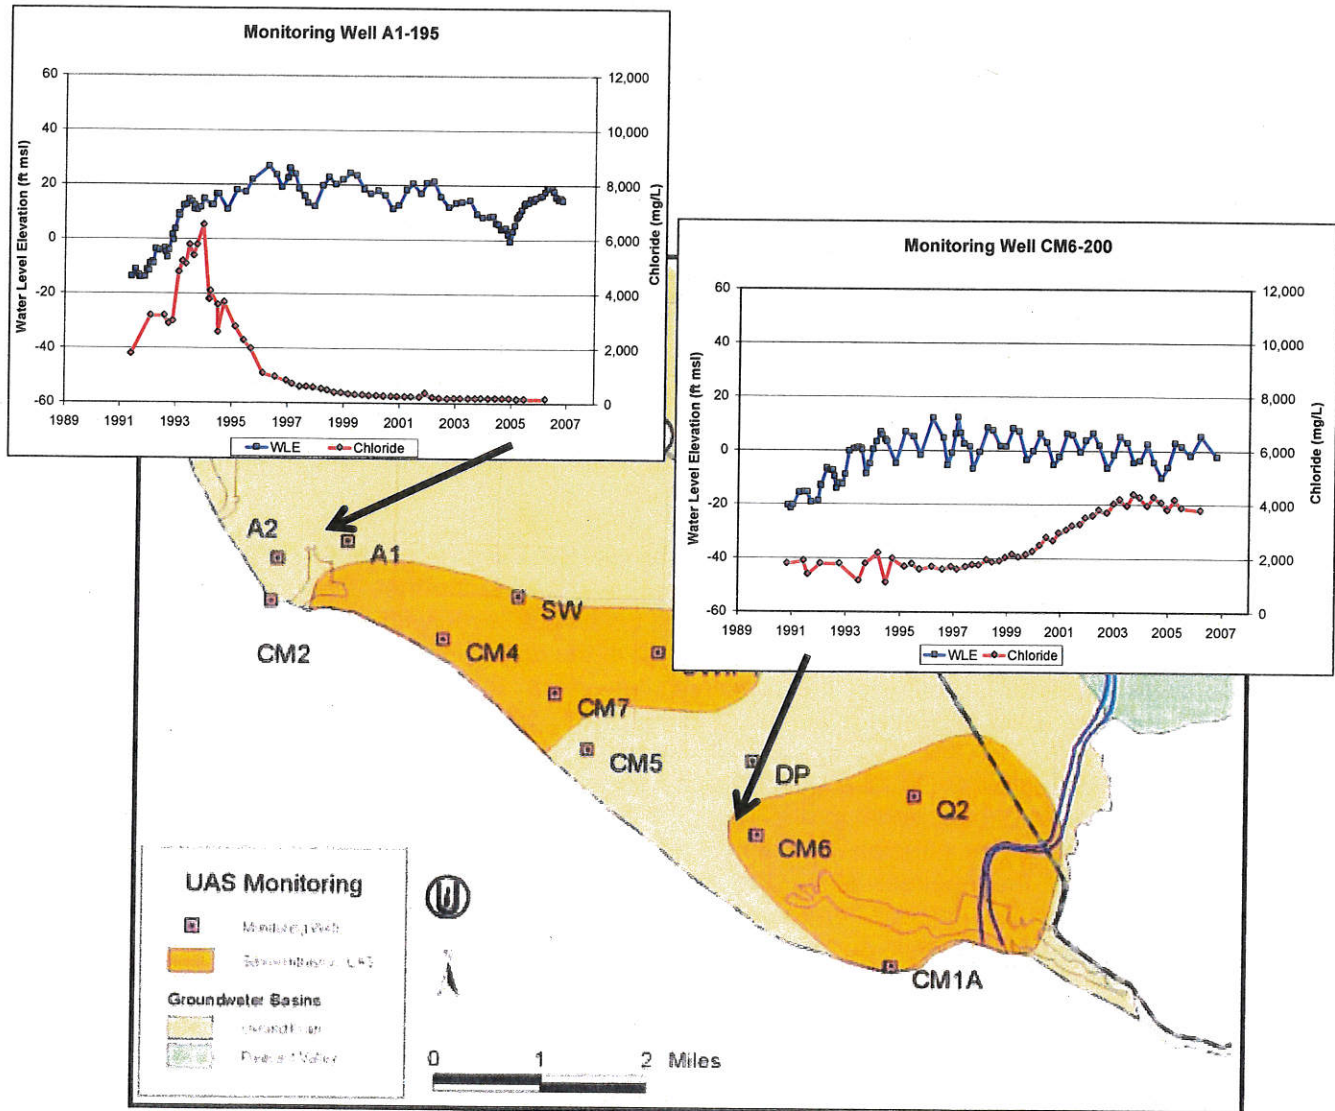 Monitoring Well A1-195
60
40
20
0
-20
-40
-60
Water Level Elevation (ft msl)
12,000
10,000
8,000
6,000
4,000
2,000
0
Chloride (mg/L)
1989 1991 1993 1995 1997 1999 2001 2003 2005 2007
WLE Chloride
Monitoring Well CM6-200
60
40
20
0
-20
-40
-60
Water Level Elevation (ft msl)
12,000
10,000
8,000
6,000
4,000
2,000
0
Chloride (mg/L)
1989 1991 1993 1995 1997 1999 2001 2003 2005 2007
WLE Chloride
A2
A1
SW
CM2
CM4
CM7
CM5
DP
Q2
CM6
CM1A
UAS Monitoring
Monitoring Well
Groundwater Basins
0 1 2 Miles